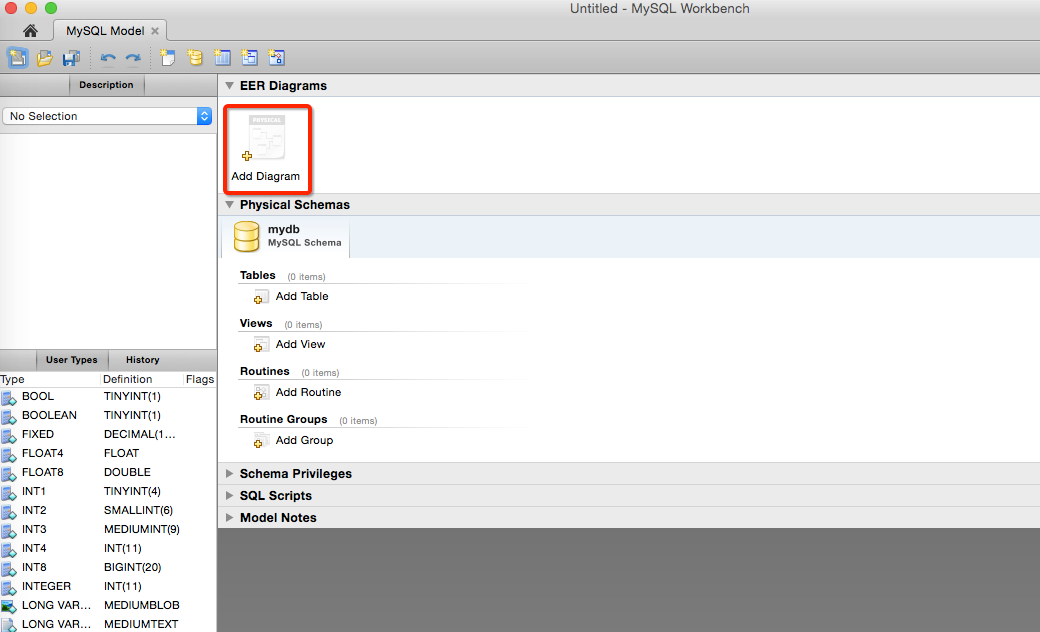 Untitled - MySQL Workbench
MySQL Model
Description
No Selection
EER Diagrams
PHYSICAL
Add Diagram
Physical Schemas
mydb
MySQL Schema
Tables (0 items)
Add Table
Views (0 items)
Add View
Routines (0 items)
Add Routine
Routine Groups (0 items)
Add Group
Schema Privileges
SQL Scripts
Model Notes
User Types History
Type Definition Flags
BOOL TINYINT(1)
BOOLEAN TINYINT(1)
FIXED DECIMAL(1...
FLOAT4 FLOAT
FLOAT8 DOUBLE
INT1 TINYINT(4)
INT2 SMALLINT(6)
INT3 MEDIUMINT(9)
INT4 INT(11)
INT8 BIGINT(20)
INTEGER INT(11)
LONG VAR... MEDIUMBLOB
LONG VAR... MEDIUMTEXT